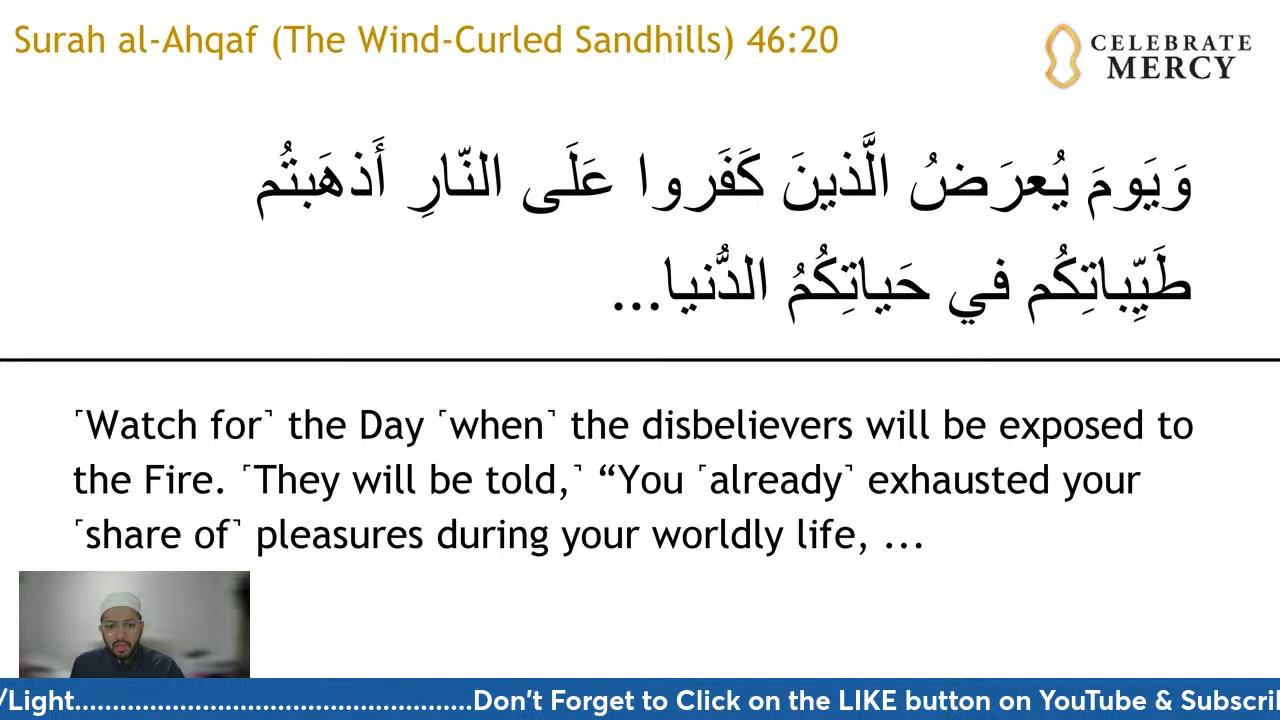 Surah al-Ahqaf (The Wind-Curled Sandhills) 46:20
CELEBRATE
MERCY
وَيَومَ يُعرَضُ الَّذينَ كَفَروا عَلَى النّارِ أَذهَبتُم
طَيِّباتِكُم في حَياتِكُمُ الدُّنيا...
˹Watch for˺ the Day ˹when˺ the disbelievers will be exposed to
the Fire. ˹They will be told,˺ “You ˹already˺ exhausted your
˹share of˺ pleasures during your worldly life, ...
/Light....................................................Don't Forget to Click on the LIKE button on YouTube & Subscri